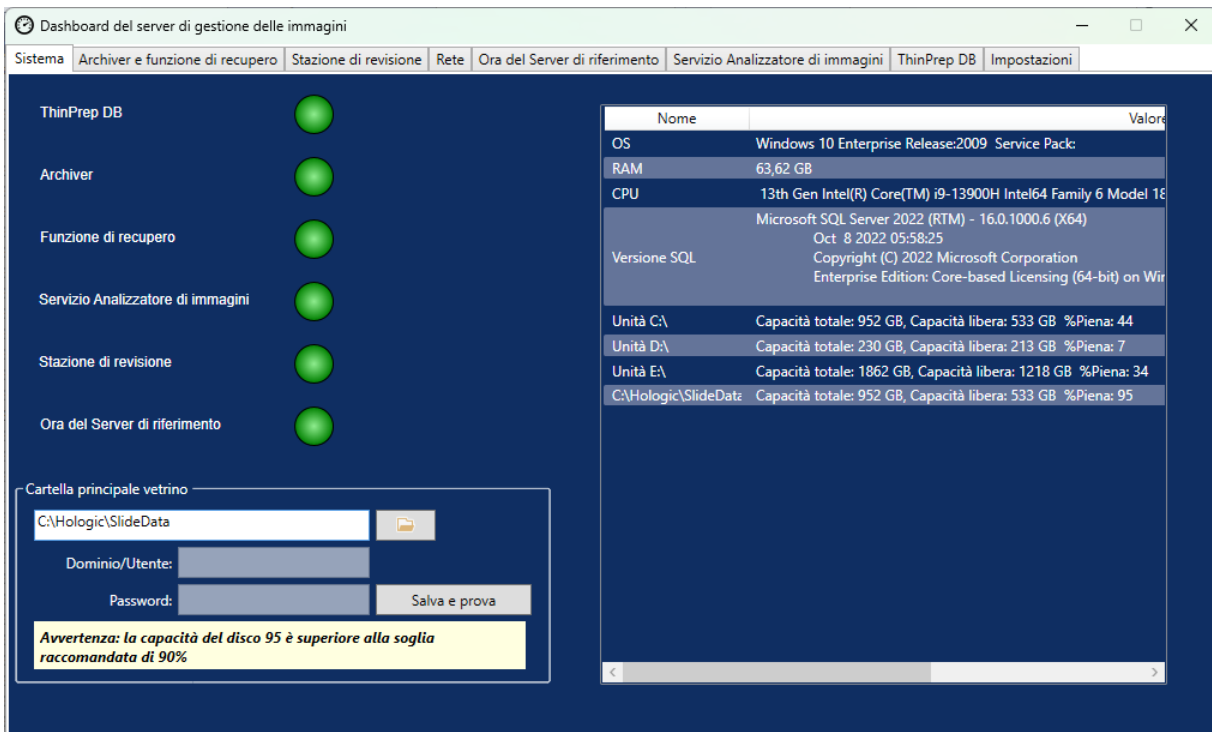 Dashboard del server di gestione delle immagini
Sistema Archiver e funzione di recupero Stazione di revisione Rete Ora del Server di riferimento Servizio Analizzatore di immagini ThinPrep DB Impostazioni
ThinPrep DB
Archiver
Funzione di recupero
Servizio Analizzatore di immagini
Stazione di revisione
Ora del Server di riferimento
Cartella principale vetrino
C:\Hologic\SlideData
Dominio/Utente:
Password:
Salva e prova
Avvertenza: la capacità del disco 95 è superiore alla soglia
raccomandata di 90%
Nome Valore
OS Windows 10 Enterprise Release:2009 Service Pack:
RAM 63,62 GB
CPU 13th Gen Intel(R) Core(TM) i9-13900H Intel64 Family 6 Model 18
Versione SQL
Microsoft SQL Server 2022 (RTM) - 16.0.1000.6 (X64)
Oct 8 2022 05:58:25
Copyright (C) 2022 Microsoft Corporation
Enterprise Edition: Core-based Licensing (64-bit) on Wir
Unità C:\ Capacità totale: 952 GB, Capacità libera: 533 GB %Piena: 44
Unità D:\ Capacità totale: 230 GB, Capacità libera: 213 GB %Piena: 7
Unità E:\ Capacità totale: 1862 GB, Capacità libera: 1218 GB %Piena: 34
C:\Hologic\SlideData Capacità totale: 952 GB, Capacità libera: 533 GB %Piena: 95